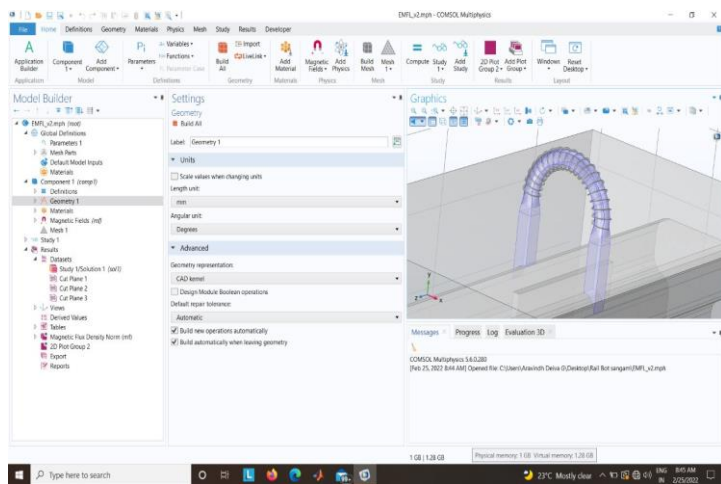 EMFL_v2.mph - COMSOL Multiphysics
File Home Definitions Geometry Materials Physics Mesh Study Results Developer
Application Builder
Component 1
Add Component
Parameters
Variables
Functions
Parameter Case
Build All
Import
LiveLink
Add Material
Magnetic Fields
Add Physics
Build Mesh
Mesh 1
Compute
Study 1
Add Study
2D Plot Group 2
Add Plot Group
Windows
Reset Desktop
Application Model Definitions Geometry Materials Physics Mesh Study Results Layout
Model Builder
EMFL_v2.mph (root)
Global Definitions
Parameters 1
Mesh Parts
Default Model Inputs
Materials
Component 1 (comp1)
Definitions
Geometry 1
Materials
Magnetic Fields (mf)
Mesh 1
Study 1
Results
Datasets
Study 1/Solution 1 (sol1)
Cut Plane 1
Cut Plane 2
Cut Plane 3
Views
Derived Values
Tables
Magnetic Flux Density Norm (mf)
2D Plot Group 2
Export
Reports
Settings
Geometry
Build All
Label: Geometry 1
Units
Scale values when changing units
Length unit:
mm
Angular unit:
Degrees
Advanced
Geometry representation:
CAD kernel
Design Module Boolean operations
Default repair tolerance:
Automatic
Build new operations automatically
Build automatically when leaving geometry
Graphics
y
z x
Messages Progress Log Evaluation 3D
COMSOL Multiphysics 5.6.0.280
[Feb 25, 2022 8:44 AM] Opened file: C:\Users\Aravindh Deiva D\Desktop\Rail Bot sangam\EMFL_v2.mph
1 GB | 1.28 GB
Physical memory: 1 GB Virtual memory: 1.28 GB
Type here to search
99+
23°C Mostly clear
ENG
IN
8:45 AM
2/25/2022